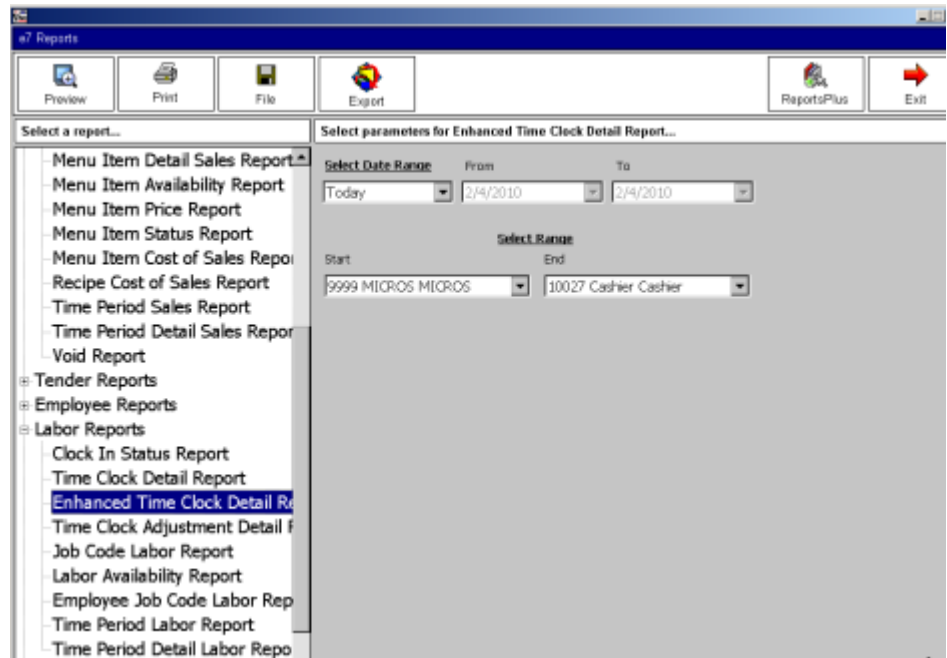 e7 Reports
Preview Print File Export ReportsPlus Exit
Select a report...
Select parameters for Enhanced Time Clock Detail Report...
Menu Item Detail Sales Report
Menu Item Availability Report
Menu Item Price Report
Menu Item Status Report
Menu Item Cost of Sales Repo
Recipe Cost of Sales Report
Time Period Sales Report
Time Period Detail Sales Repor
Void Report
Tender Reports
Employee Reports
Labor Reports
Clock In Status Report
Time Clock Detail Report
Enhanced Time Clock Detail Re
Time Clock Adjustment Detail R
Job Code Labor Report
Labor Availability Report
Employee Job Code Labor Rep
Time Period Labor Report
Time Period Detail Labor Repo
Select Date Range From To
Today 2/4/2010 2/4/2010
Select Range
Start End
9999 MICROS MICROS 10027 Cashier Cashier